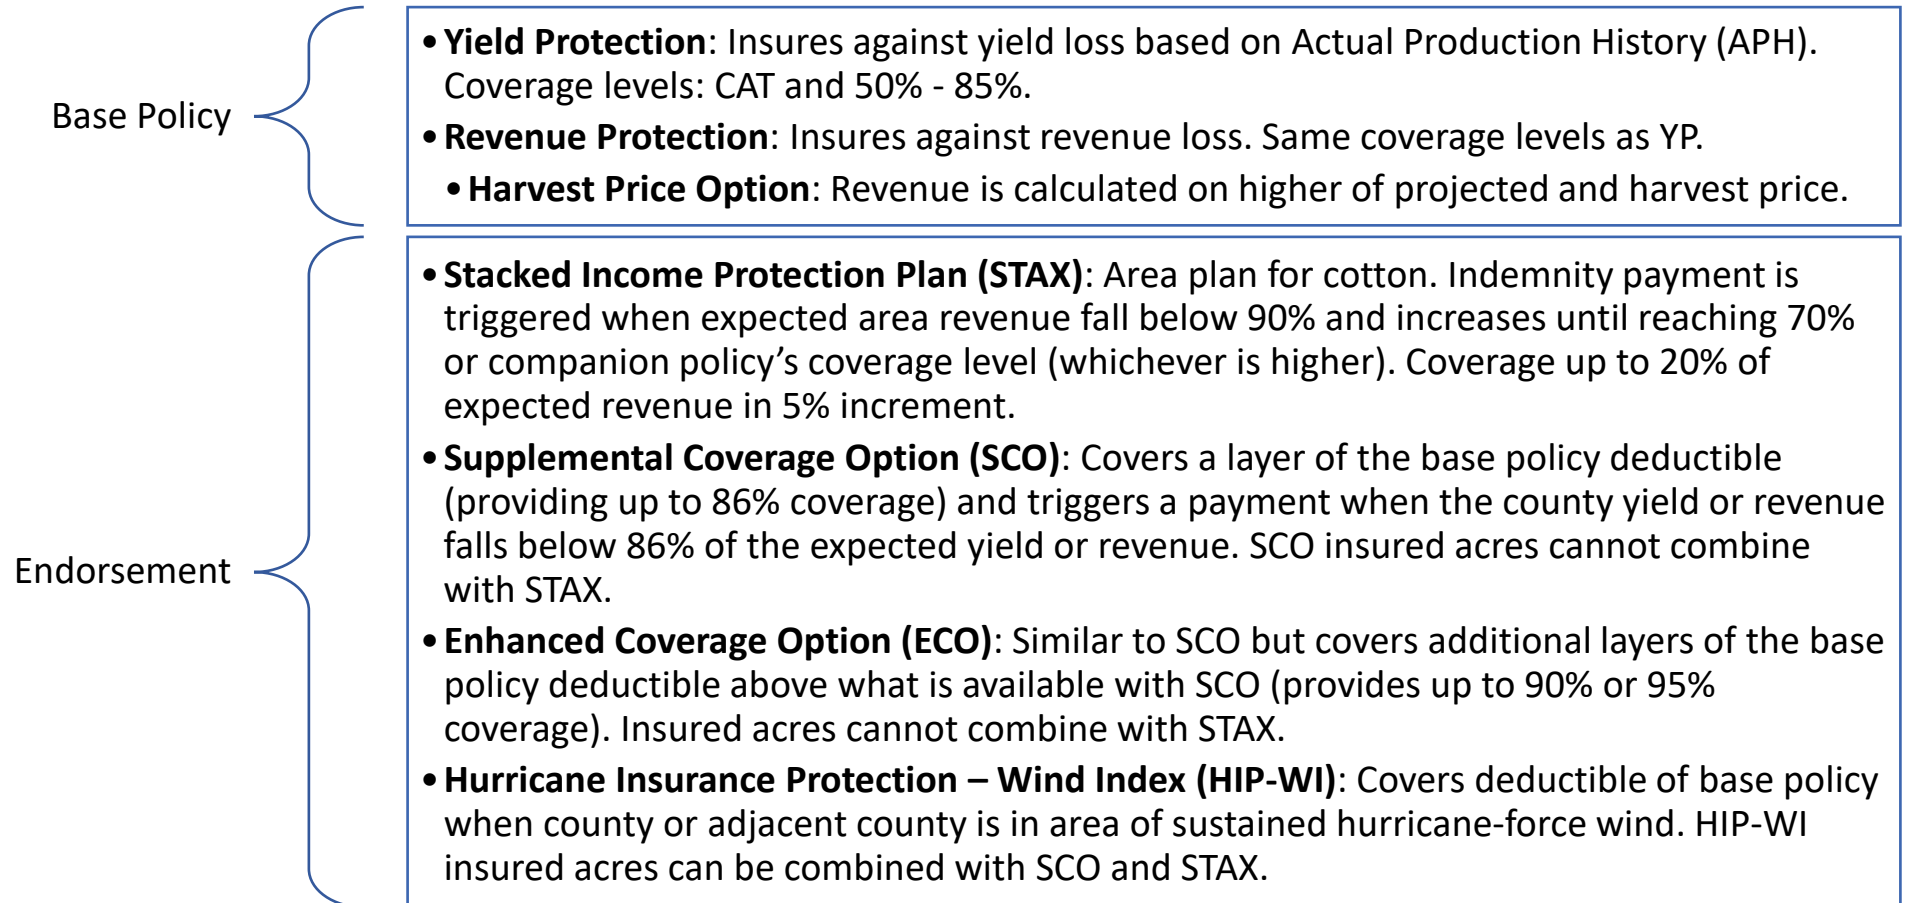 Base Policy
• Yield Protection: Insures against yield loss based on Actual Production History (APH).
Coverage levels: CAT and 50% - 85%.
• Revenue Protection: Insures against revenue loss. Same coverage levels as YP.
• Harvest Price Option: Revenue is calculated on higher of projected and harvest price.
Endorsement
• Stacked Income Protection Plan (STAX): Area plan for cotton. Indemnity payment is
triggered when expected area revenue fall below 90% and increases until reaching 70%
or companion policy’s coverage level (whichever is higher). Coverage up to 20% of
expected revenue in 5% increment.
• Supplemental Coverage Option (SCO): Covers a layer of the base policy deductible
(providing up to 86% coverage) and triggers a payment when the county yield or revenue
falls below 86% of the expected yield or revenue. SCO insured acres cannot combine
with STAX.
• Enhanced Coverage Option (ECO): Similar to SCO but covers additional layers of the base
policy deductible above what is available with SCO (provides up to 90% or 95%
coverage). Insured acres cannot combine with STAX.
• Hurricane Insurance Protection – Wind Index (HIP-WI): Covers deductible of base policy
when county or adjacent county is in area of sustained hurricane-force wind. HIP-WI
insured acres can be combined with SCO and STAX.